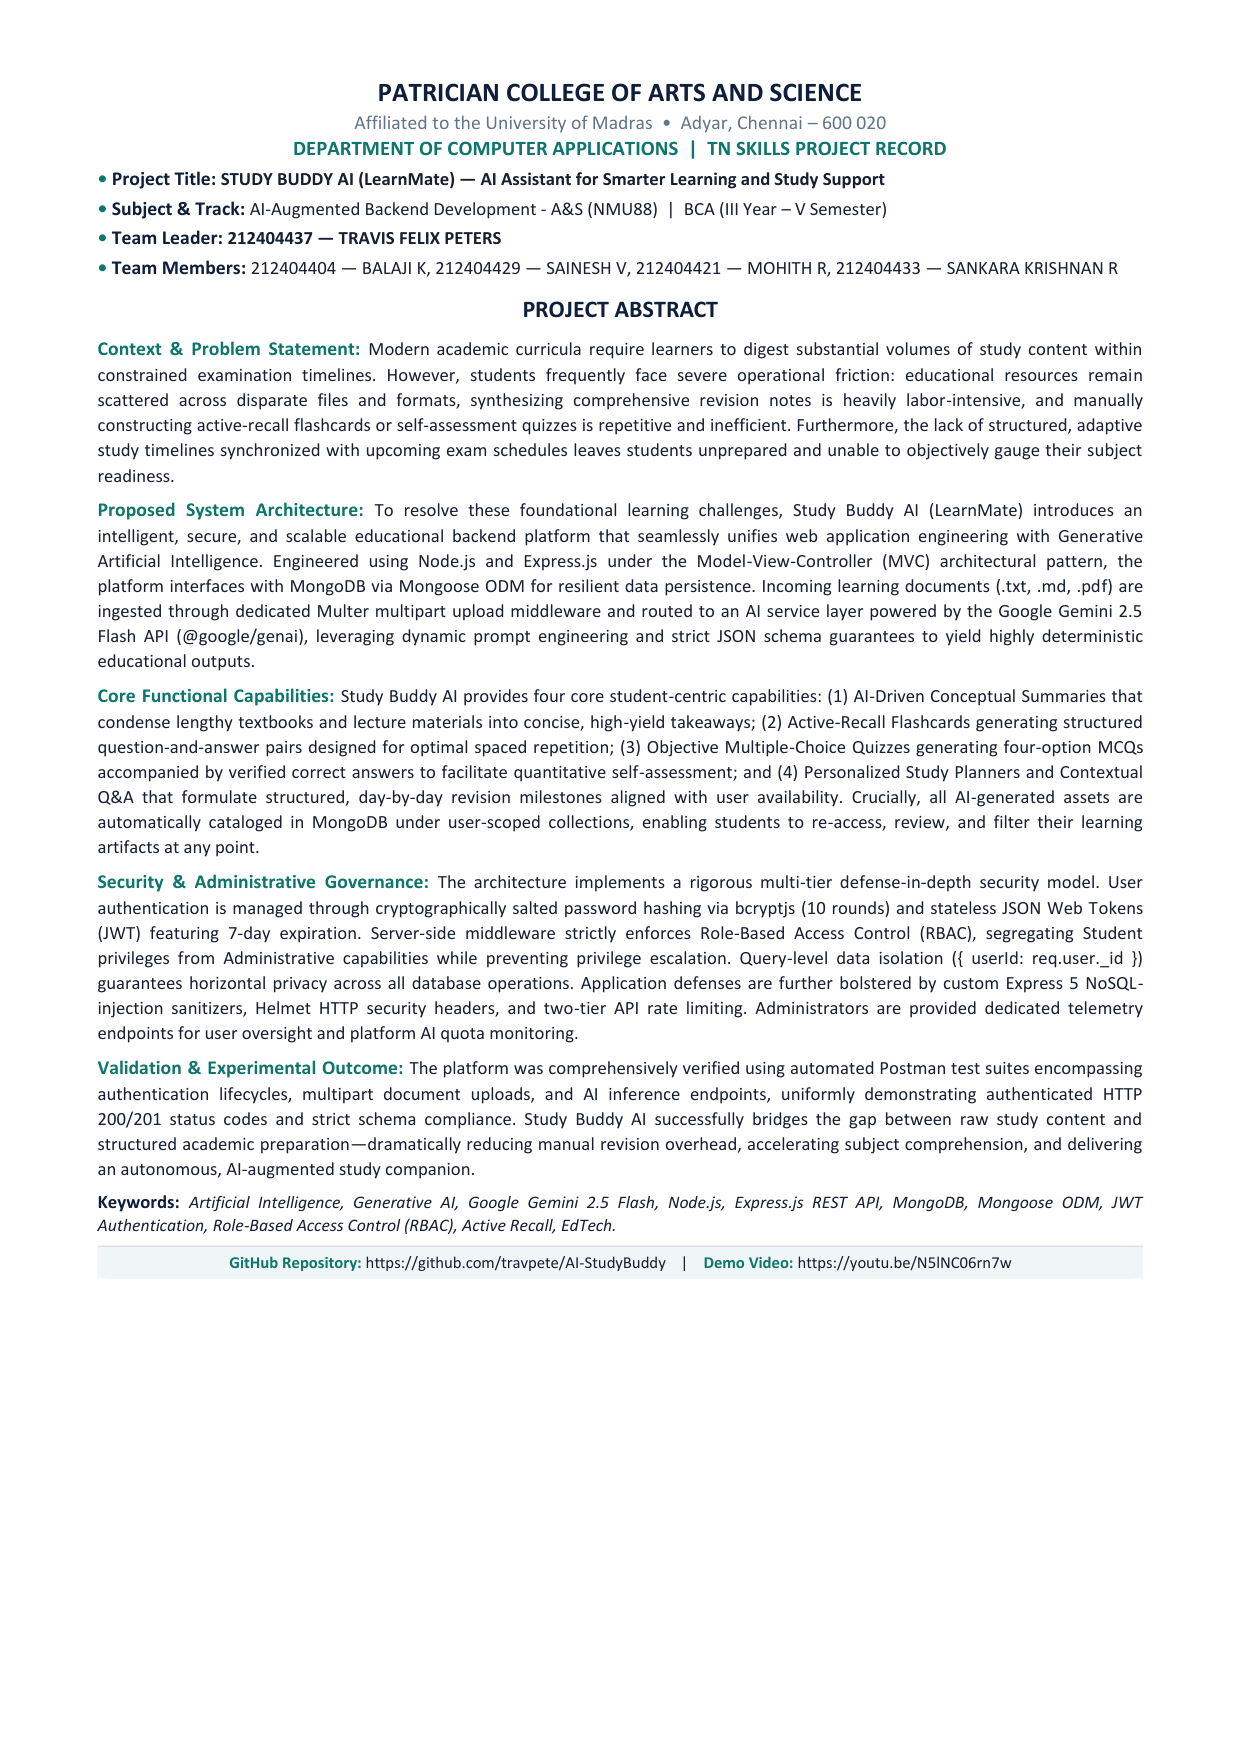 PATRICIAN COLLEGE OF ARTS AND SCIENCE
Affiliated to the University of Madras • Adyar, Chennai – 600 020
DEPARTMENT OF COMPUTER APPLICATIONS | TN SKILLS PROJECT RECORD
• Project Title: STUDY BUDDY AI (LearnMate) — AI Assistant for Smarter Learning and Study Support
• Subject & Track: AI-Augmented Backend Development - A&S (NMU88) | BCA (III Year – V Semester)
• Team Leader: 212404437 — TRAVIS FELIX PETERS
• Team Members: 212404404 — BALAJI K, 212404429 — SAINESH V, 212404421 — MOHITH R, 212404433 — SANKARA KRISHNAN R
PROJECT ABSTRACT
Context & Problem Statement: Modern academic curricula require learners to digest substantial volumes of study content within
constrained examination timelines. However, students frequently face severe operational friction: educational resources remain
scattered across disparate files and formats, synthesizing comprehensive revision notes is heavily labor-intensive, and manually
constructing active-recall flashcards or self-assessment quizzes is repetitive and inefficient. Furthermore, the lack of structured, adaptive
study timelines synchronized with upcoming exam schedules leaves students unprepared and unable to objectively gauge their subject
readiness.
Proposed System Architecture: To resolve these foundational learning challenges, Study Buddy AI (LearnMate) introduces an
intelligent, secure, and scalable educational backend platform that seamlessly unifies web application engineering with Generative
Artificial Intelligence. Engineered using Node.js and Express.js under the Model-View-Controller (MVC) architectural pattern, the
platform interfaces with MongoDB via Mongoose ODM for resilient data persistence. Incoming learning documents (.txt, .md, .pdf) are
ingested through dedicated Multer multipart upload middleware and routed to an AI service layer powered by the Google Gemini 2.5
Flash API (@google/genai), leveraging dynamic prompt engineering and strict JSON schema guarantees to yield highly deterministic
educational outputs.
Core Functional Capabilities: Study Buddy AI provides four core student-centric capabilities: (1) AI-Driven Conceptual Summaries that
condense lengthy textbooks and lecture materials into concise, high-yield takeaways; (2) Active-Recall Flashcards generating structured
question-and-answer pairs designed for optimal spaced repetition; (3) Objective Multiple-Choice Quizzes generating four-option MCQs
accompanied by verified correct answers to facilitate quantitative self-assessment; and (4) Personalized Study Planners and Contextual
Q&A that formulate structured, day-by-day revision milestones aligned with user availability. Crucially, all AI-generated assets are
automatically cataloged in MongoDB under user-scoped collections, enabling students to re-access, review, and filter their learning
artifacts at any point.
Security & Administrative Governance: The architecture implements a rigorous multi-tier defense-in-depth security model. User
authentication is managed through cryptographically salted password hashing via bcryptjs (10 rounds) and stateless JSON Web Tokens
(JWT) featuring 7-day expiration. Server-side middleware strictly enforces Role-Based Access Control (RBAC), segregating Student
privileges from Administrative capabilities while preventing privilege escalation. Query-level data isolation ({ userId: req.user._id })
guarantees horizontal privacy across all database operations. Application defenses are further bolstered by custom Express 5 NoSQL-
injection sanitizers, Helmet HTTP security headers, and two-tier API rate limiting. Administrators are provided dedicated telemetry
endpoints for user oversight and platform AI quota monitoring.
Validation & Experimental Outcome: The platform was comprehensively verified using automated Postman test suites encompassing
authentication lifecycles, multipart document uploads, and AI inference endpoints, uniformly demonstrating authenticated HTTP
200/201 status codes and strict schema compliance. Study Buddy AI successfully bridges the gap between raw study content and
structured academic preparation—dramatically reducing manual revision overhead, accelerating subject comprehension, and delivering
an autonomous, AI-augmented study companion.
Keywords: Artificial Intelligence, Generative AI, Google Gemini 2.5 Flash, Node.js, Express.js REST API, MongoDB, Mongoose ODM, JWT
Authentication, Role-Based Access Control (RBAC), Active Recall, EdTech.
GitHub Repository: https://github.com/travpete/AI-StudyBuddy | Demo Video: https://youtu.be/N5lNC06rn7w